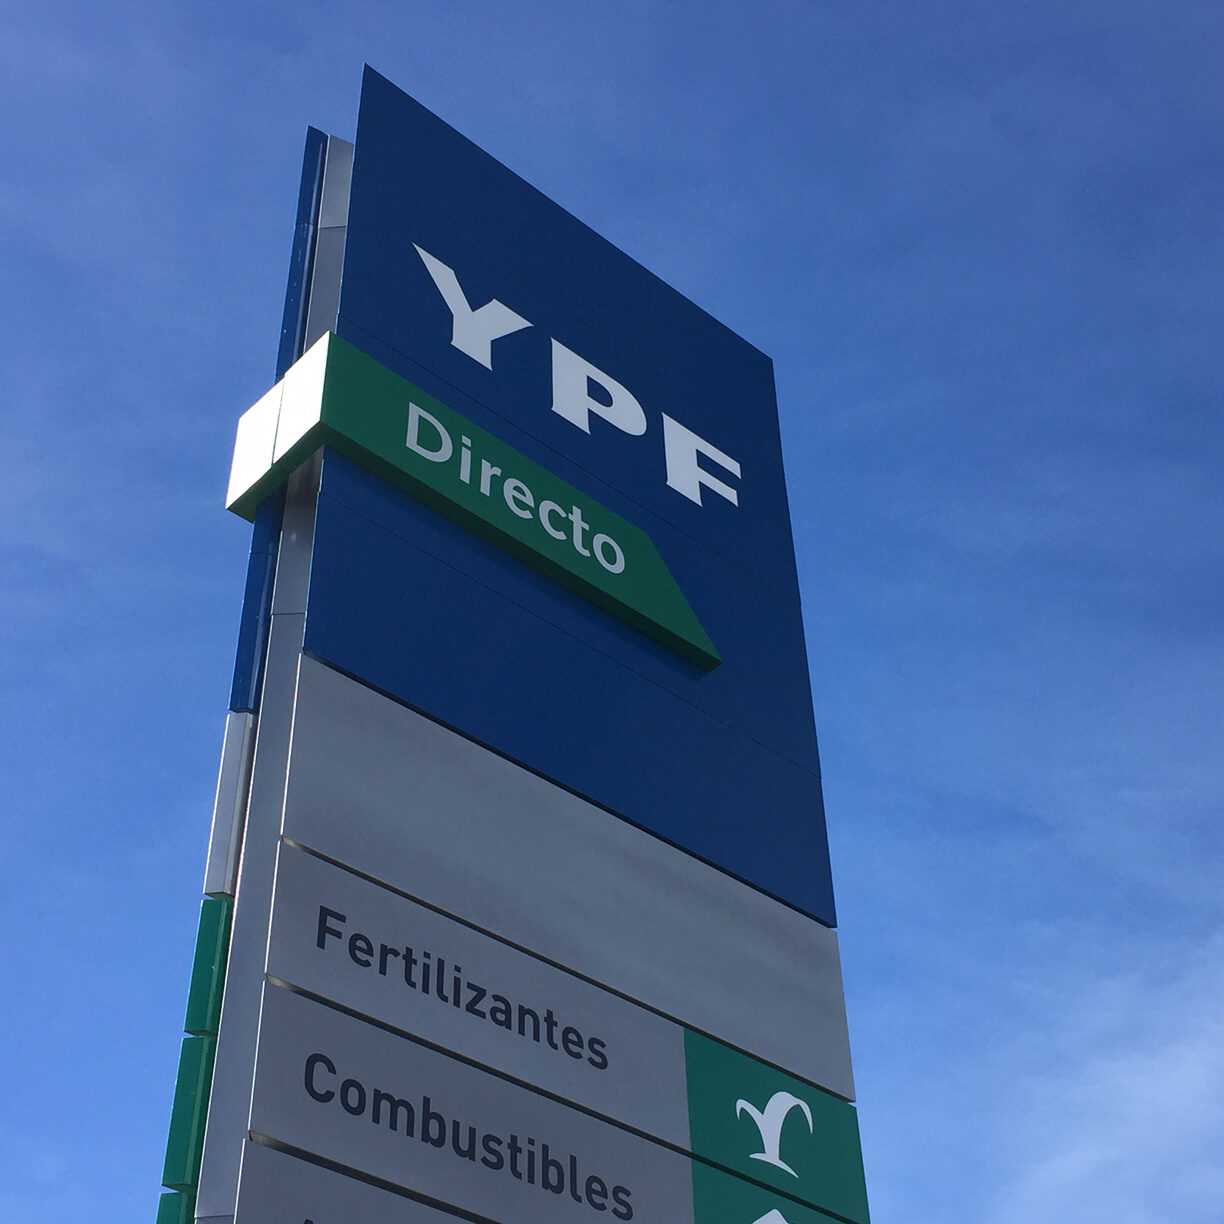 YPF
Directo
Fertilizantes
Combustibles